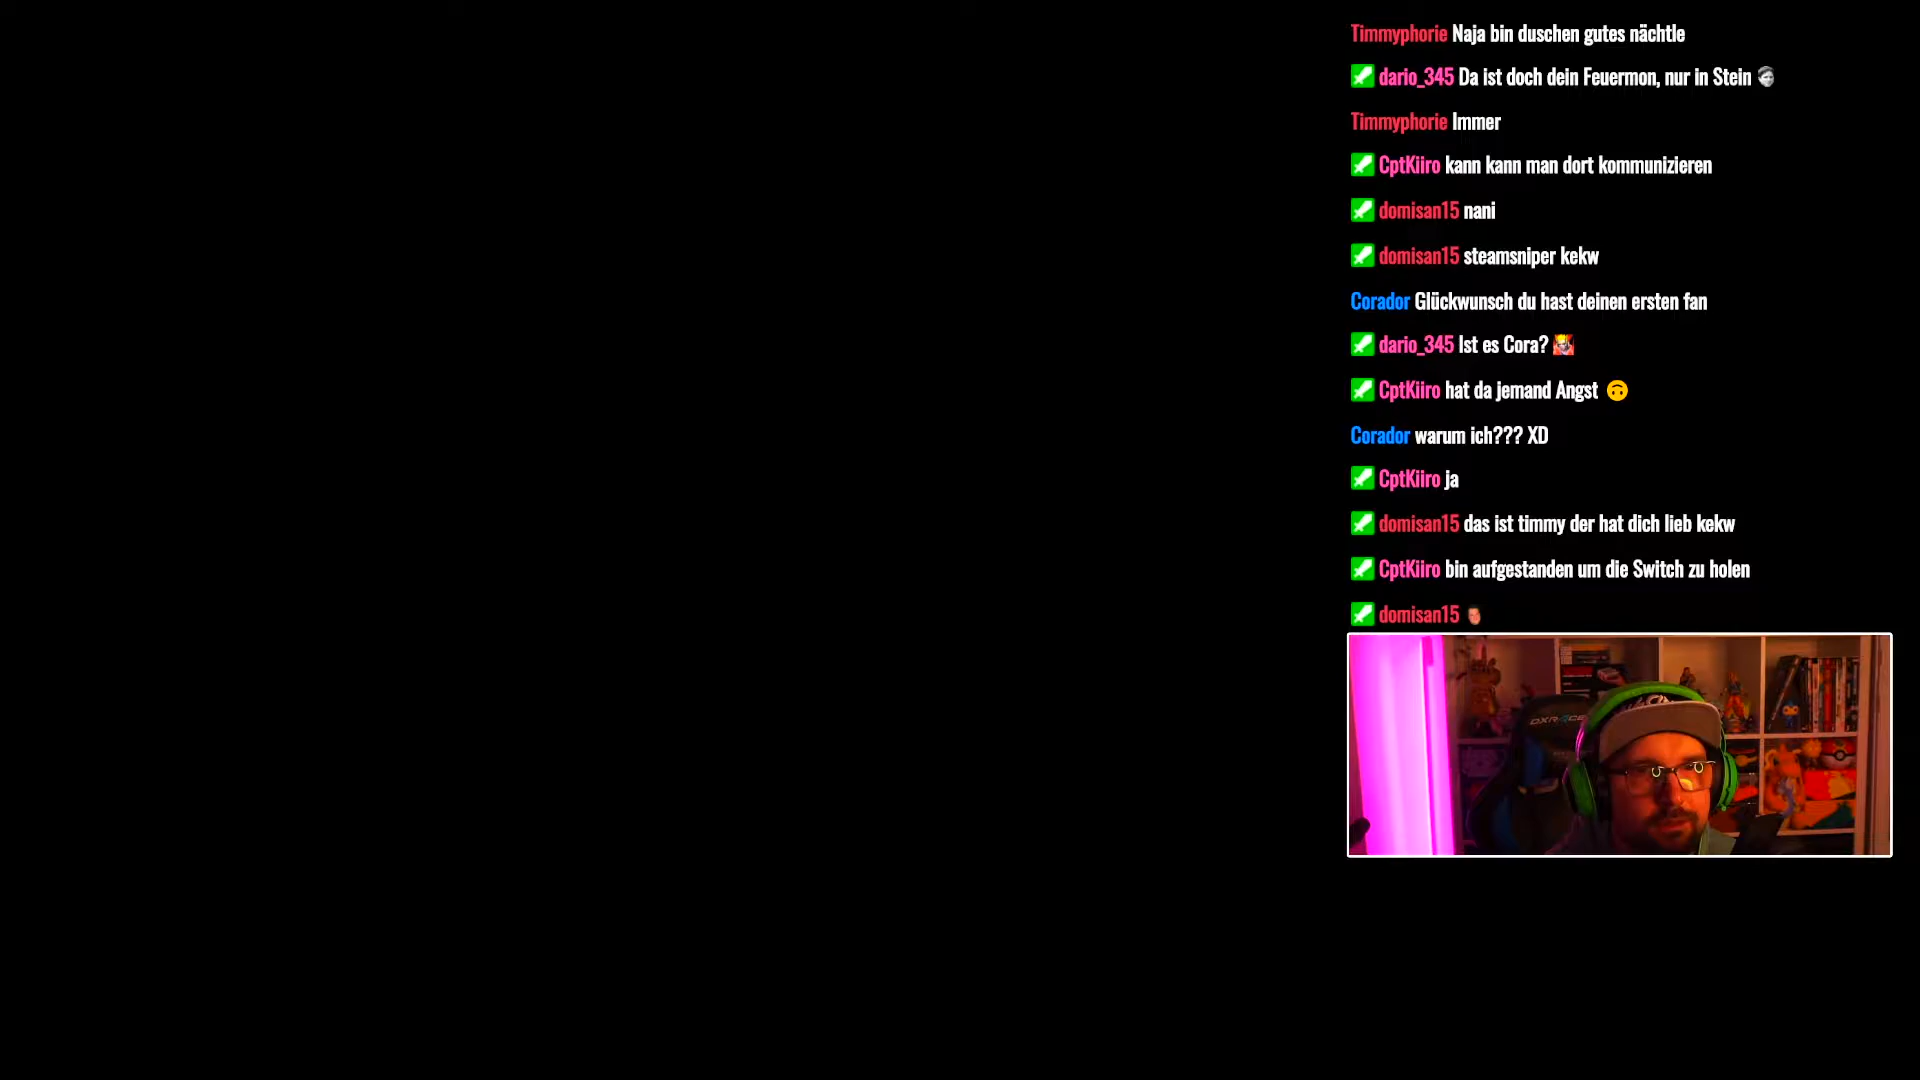 Timmyphorie Naja bin duschen gutes nächtle
dario_345 Da ist doch dein Feuermon, nur in Stein
Timmyphorie Immer
CptKiiro kann kann man dort kommunizieren
domisan15 nani
domisan15 steamsniper kekw
Corador Glückwunsch du hast deinen ersten fan
dario_345 Ist es Cora?
CptKiiro hat da jemand Angst 🙃
Corador warum ich??? XD
CptKiiro ja
domisan15 das ist timmy der hat dich lieb kekw
CptKiiro bin aufgestanden um die Switch zu holen
domisan15
DXRACE